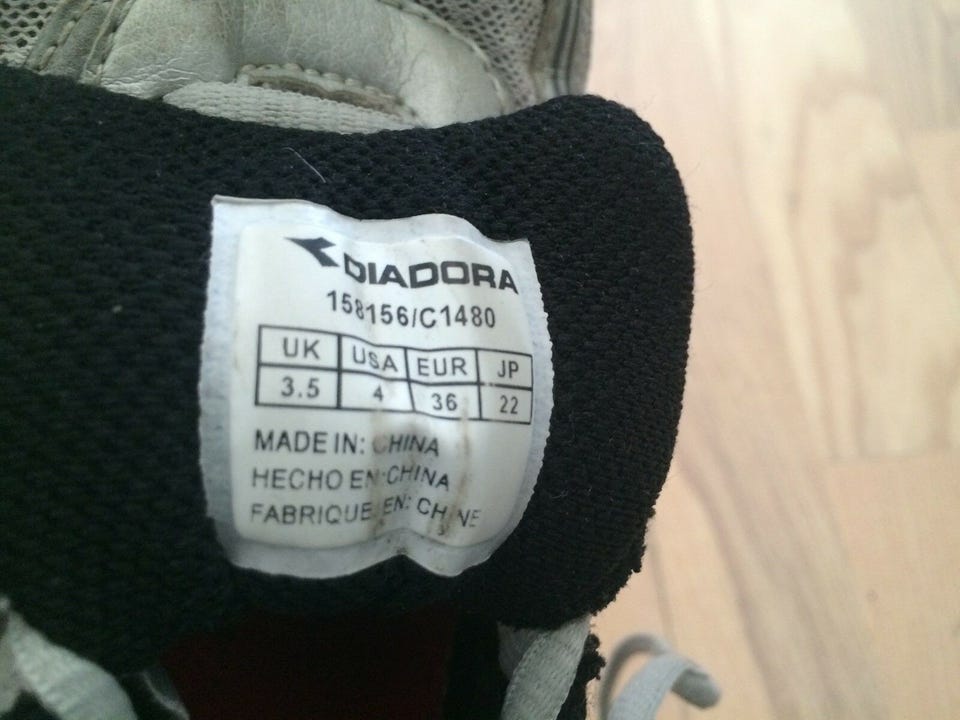 DIADORA
158156/C1480
UK USA EUR JP
3.5 4 36 22
MADE IN: CHINA
HECHO EN: CHINA
FABRIQUE EN: CHINE